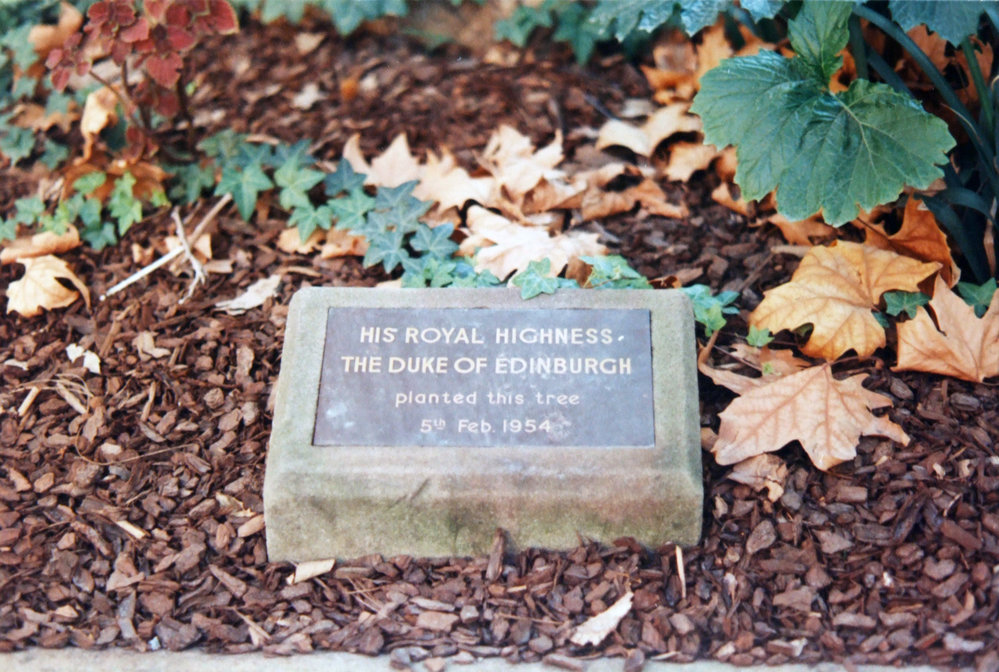 HIS ROYAL HIGHNESS.
THE DUKE OF EDINBURGH
planted this tree
5th Feb. 1954